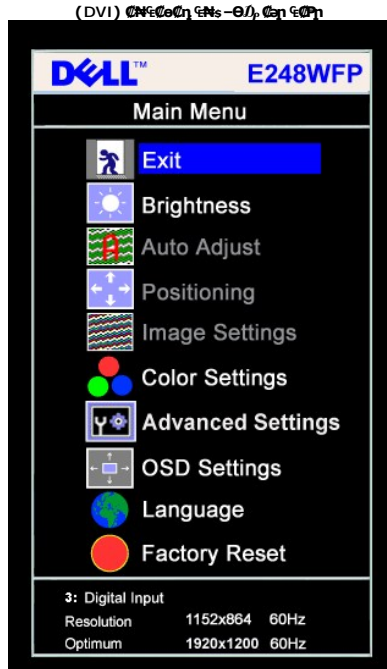 (DVI)
DELL™ E248WFP
Main Menu
Exit
Brightness
Auto Adjust
Positioning
Image Settings
Color Settings
Advanced Settings
OSD Settings
Language
Factory Reset
3: Digital Input
Resolution 1152x864 60Hz
Optimum 1920x1200 60Hz